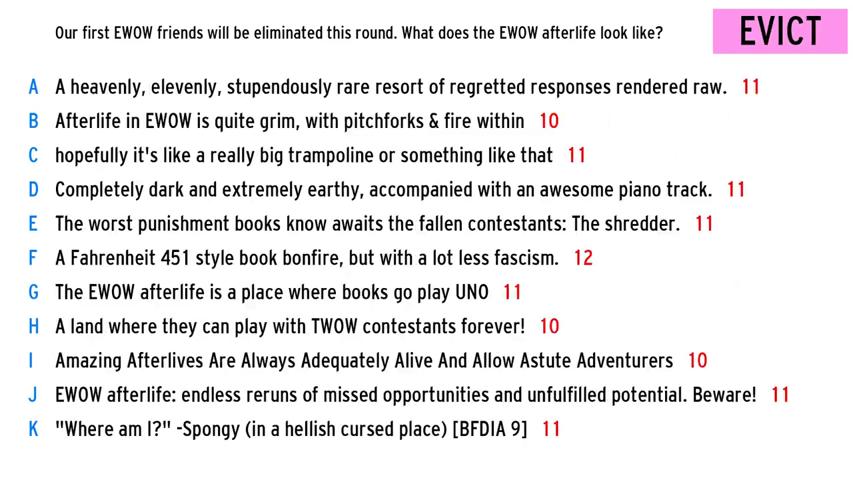 Our first EWOW friends will be eliminated this round. What does the EWOW afterlife look like?
EVICT
A A heavenly, elevenly, stupendously rare resort of regretted responses rendered raw. 11
B Afterlife in EWOW is quite grim, with pitchforks & fire within 10
C hopefully it's like a really big trampoline or something like that 11
D Completely dark and extremely earthy, accompanied with an awesome piano track. 11
E The worst punishment books know awaits the fallen contestants: The shredder. 11
F A Fahrenheit 451 style book bonfire, but with a lot less fascism. 12
G The EWOW afterlife is a place where books go play UNO 11
H A land where they can play with TWOW contestants forever! 10
I Amazing Afterlives Are Always Adequately Alive And Allow Astute Adventurers 10
J EWOW afterlife: endless reruns of missed opportunities and unfulfilled potential. Beware! 11
K "Where am I?" -Spongy (in a hellish cursed place) [BFDIA 9] 11